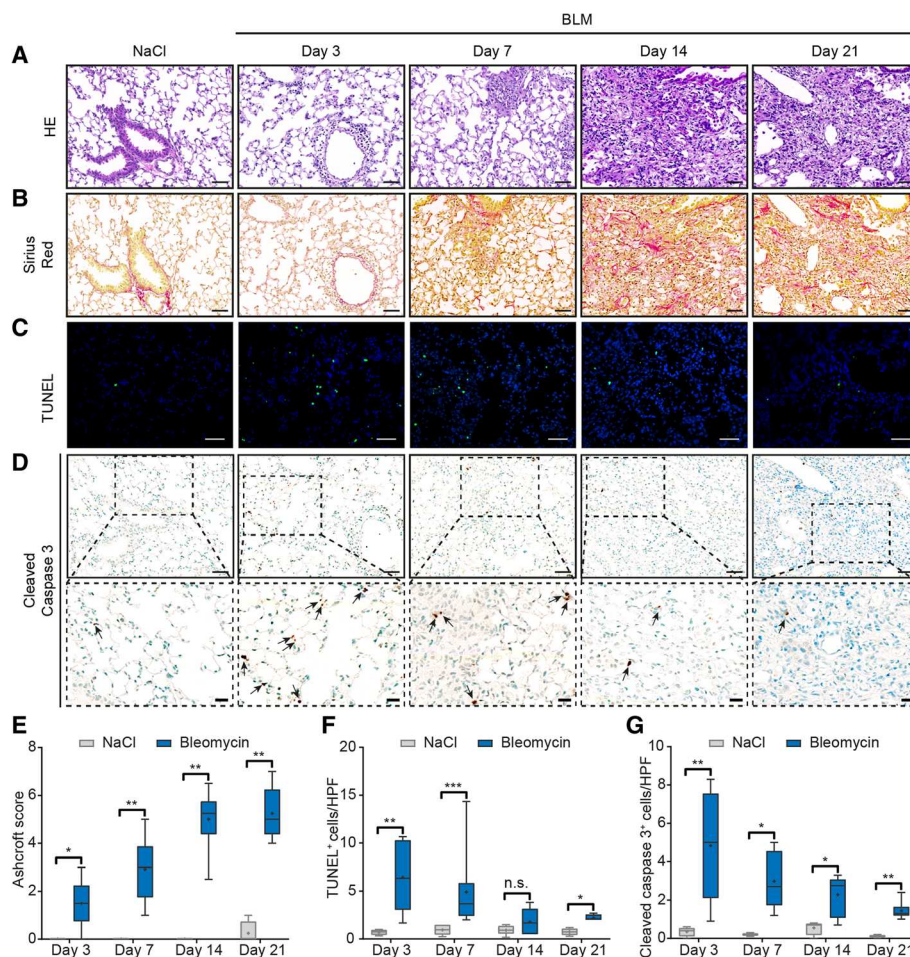 BLM
NaCl Day 3 Day 7 Day 14 Day 21
A
HE
B
Sirius
Red
C
TUNEL
D
Cleaved
Caspase 3
E
NaCl Bleomycin
Ashcroft score
8
6
4
2
0
* ** ** **
Day 3 Day 7 Day 14 Day 21
F
NaCl Bleomycin
TUNEL+ cells/HPF
20
15
10
5
0
** *** n.s. *
Day 3 Day 7 Day 14 Day 21
G
NaCl Bleomycin
Cleaved caspase 3+ cells/HPF
10
8
6
4
2
0
** * * **
Day 3 Day 7 Day 14 Day 21